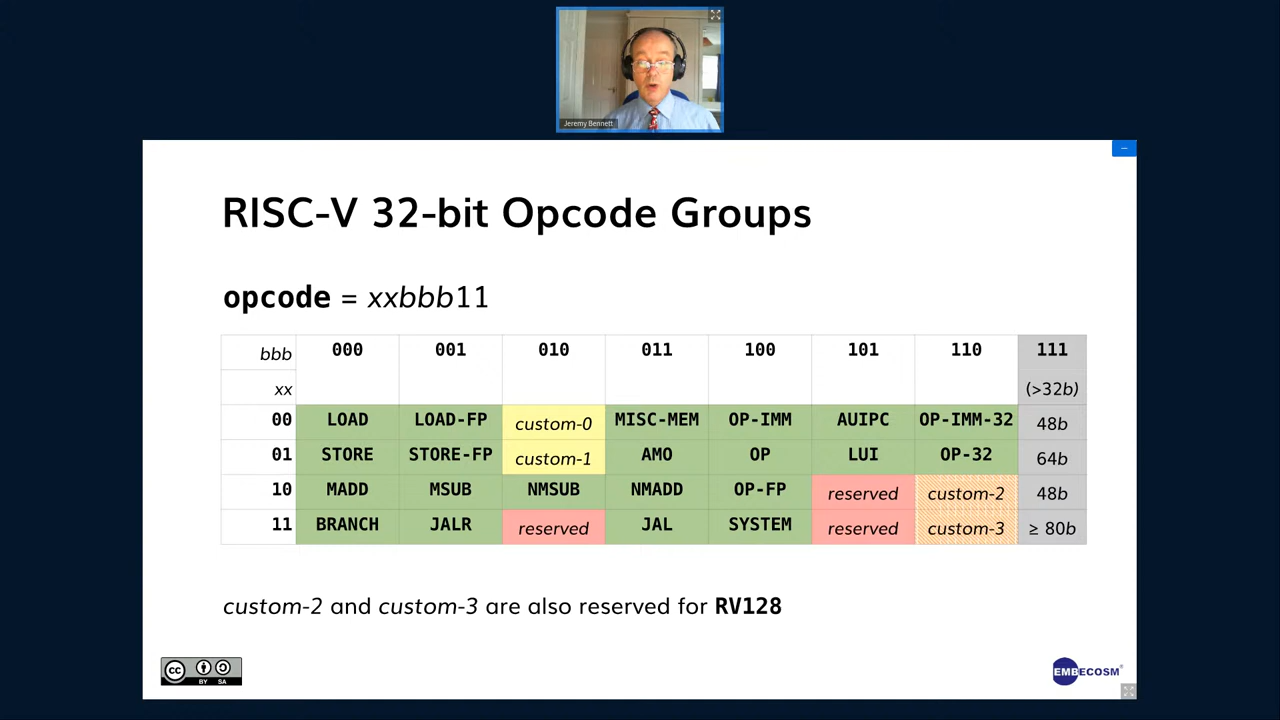 Jeremy Bennett
RISC-V 32-bit Opcode Groups
opcode = xxbbb11
bbb 000 001 010 011 100 101 110 111
xx (>32b)
00 LOAD LOAD-FP custom-0 MISC-MEM OP-IMM AUIPC OP-IMM-32 48b
01 STORE STORE-FP custom-1 AMO OP LUI OP-32 64b
10 MADD MSUB NMSUB NMADD OP-FP reserved custom-2 48b
11 BRANCH JALR reserved JAL SYSTEM reserved custom-3 ≥ 80b
custom-2 and custom-3 are also reserved for RV128
cc BY SA
EMBECOSM®